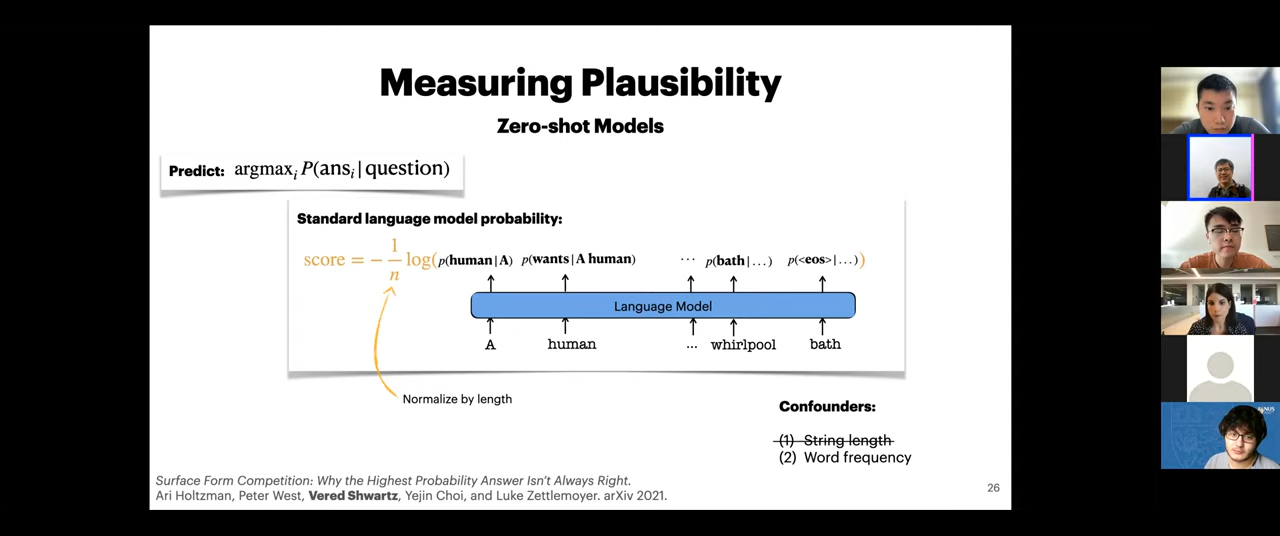 Measuring Plausibility
Zero-shot Models
Predict: argmaxᵢ P(ansᵢ | question)
Standard language model probability:
score = − 1/n log( p(human | A) p(wants | A human) ... p(bath | ...) p(<eos> | ...) )
Language Model
A human ... whirlpool bath
Normalize by length
Confounders:
(1) String length
(2) Word frequency
Surface Form Competition: Why the Highest Probability Answer Isn't Always Right.
Ari Holtzman, Peter West, Vered Shwartz, Yejin Choi, and Luke Zettlemoyer. arXiv 2021.
26
NUS